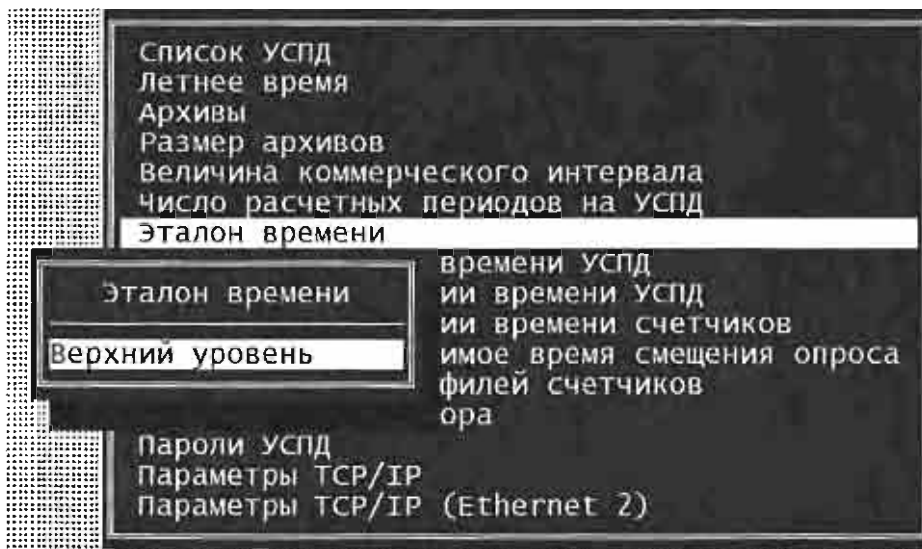 Список УСПД
Летнее время
Архивы
Размер архивов
Величина коммерческого интервала
Число расчетных периодов на УСПД
Эталон времени
времени УСПД
Эталон времени
ии времени УСПД
ии времени счетчиков
Верхний уровень
имое время смещения опроса
филей счетчиков
ора
Пароли УСПД
Параметры TCP/IP
Параметры TCP/IP (Ethernet 2)